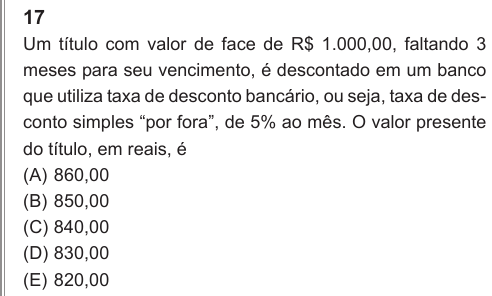 17
Um título com valor de face de R$ 1.000,00, faltando 3
meses para seu vencimento, é descontado em um banco
que utiliza taxa de desconto bancário, ou seja, taxa de des-
conto simples “por fora”, de 5% ao mês. O valor presente
do título, em reais, é
(A) 860,00
(B) 850,00
(C) 840,00
(D) 830,00
(E) 820,00